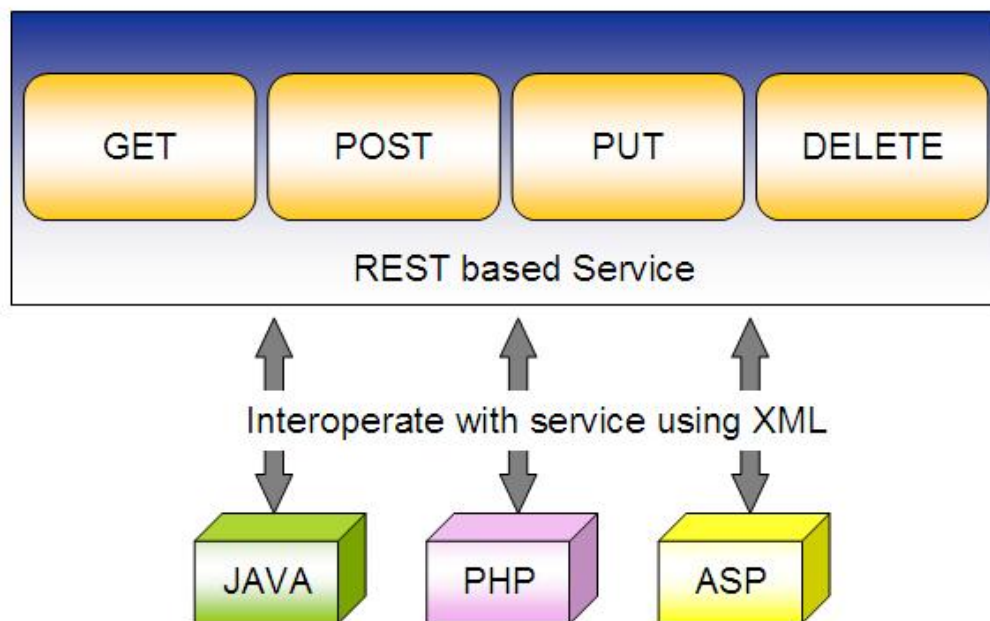 GET POST PUT DELETE
REST based Service
Interoperate with service using XML
JAVA PHP ASP